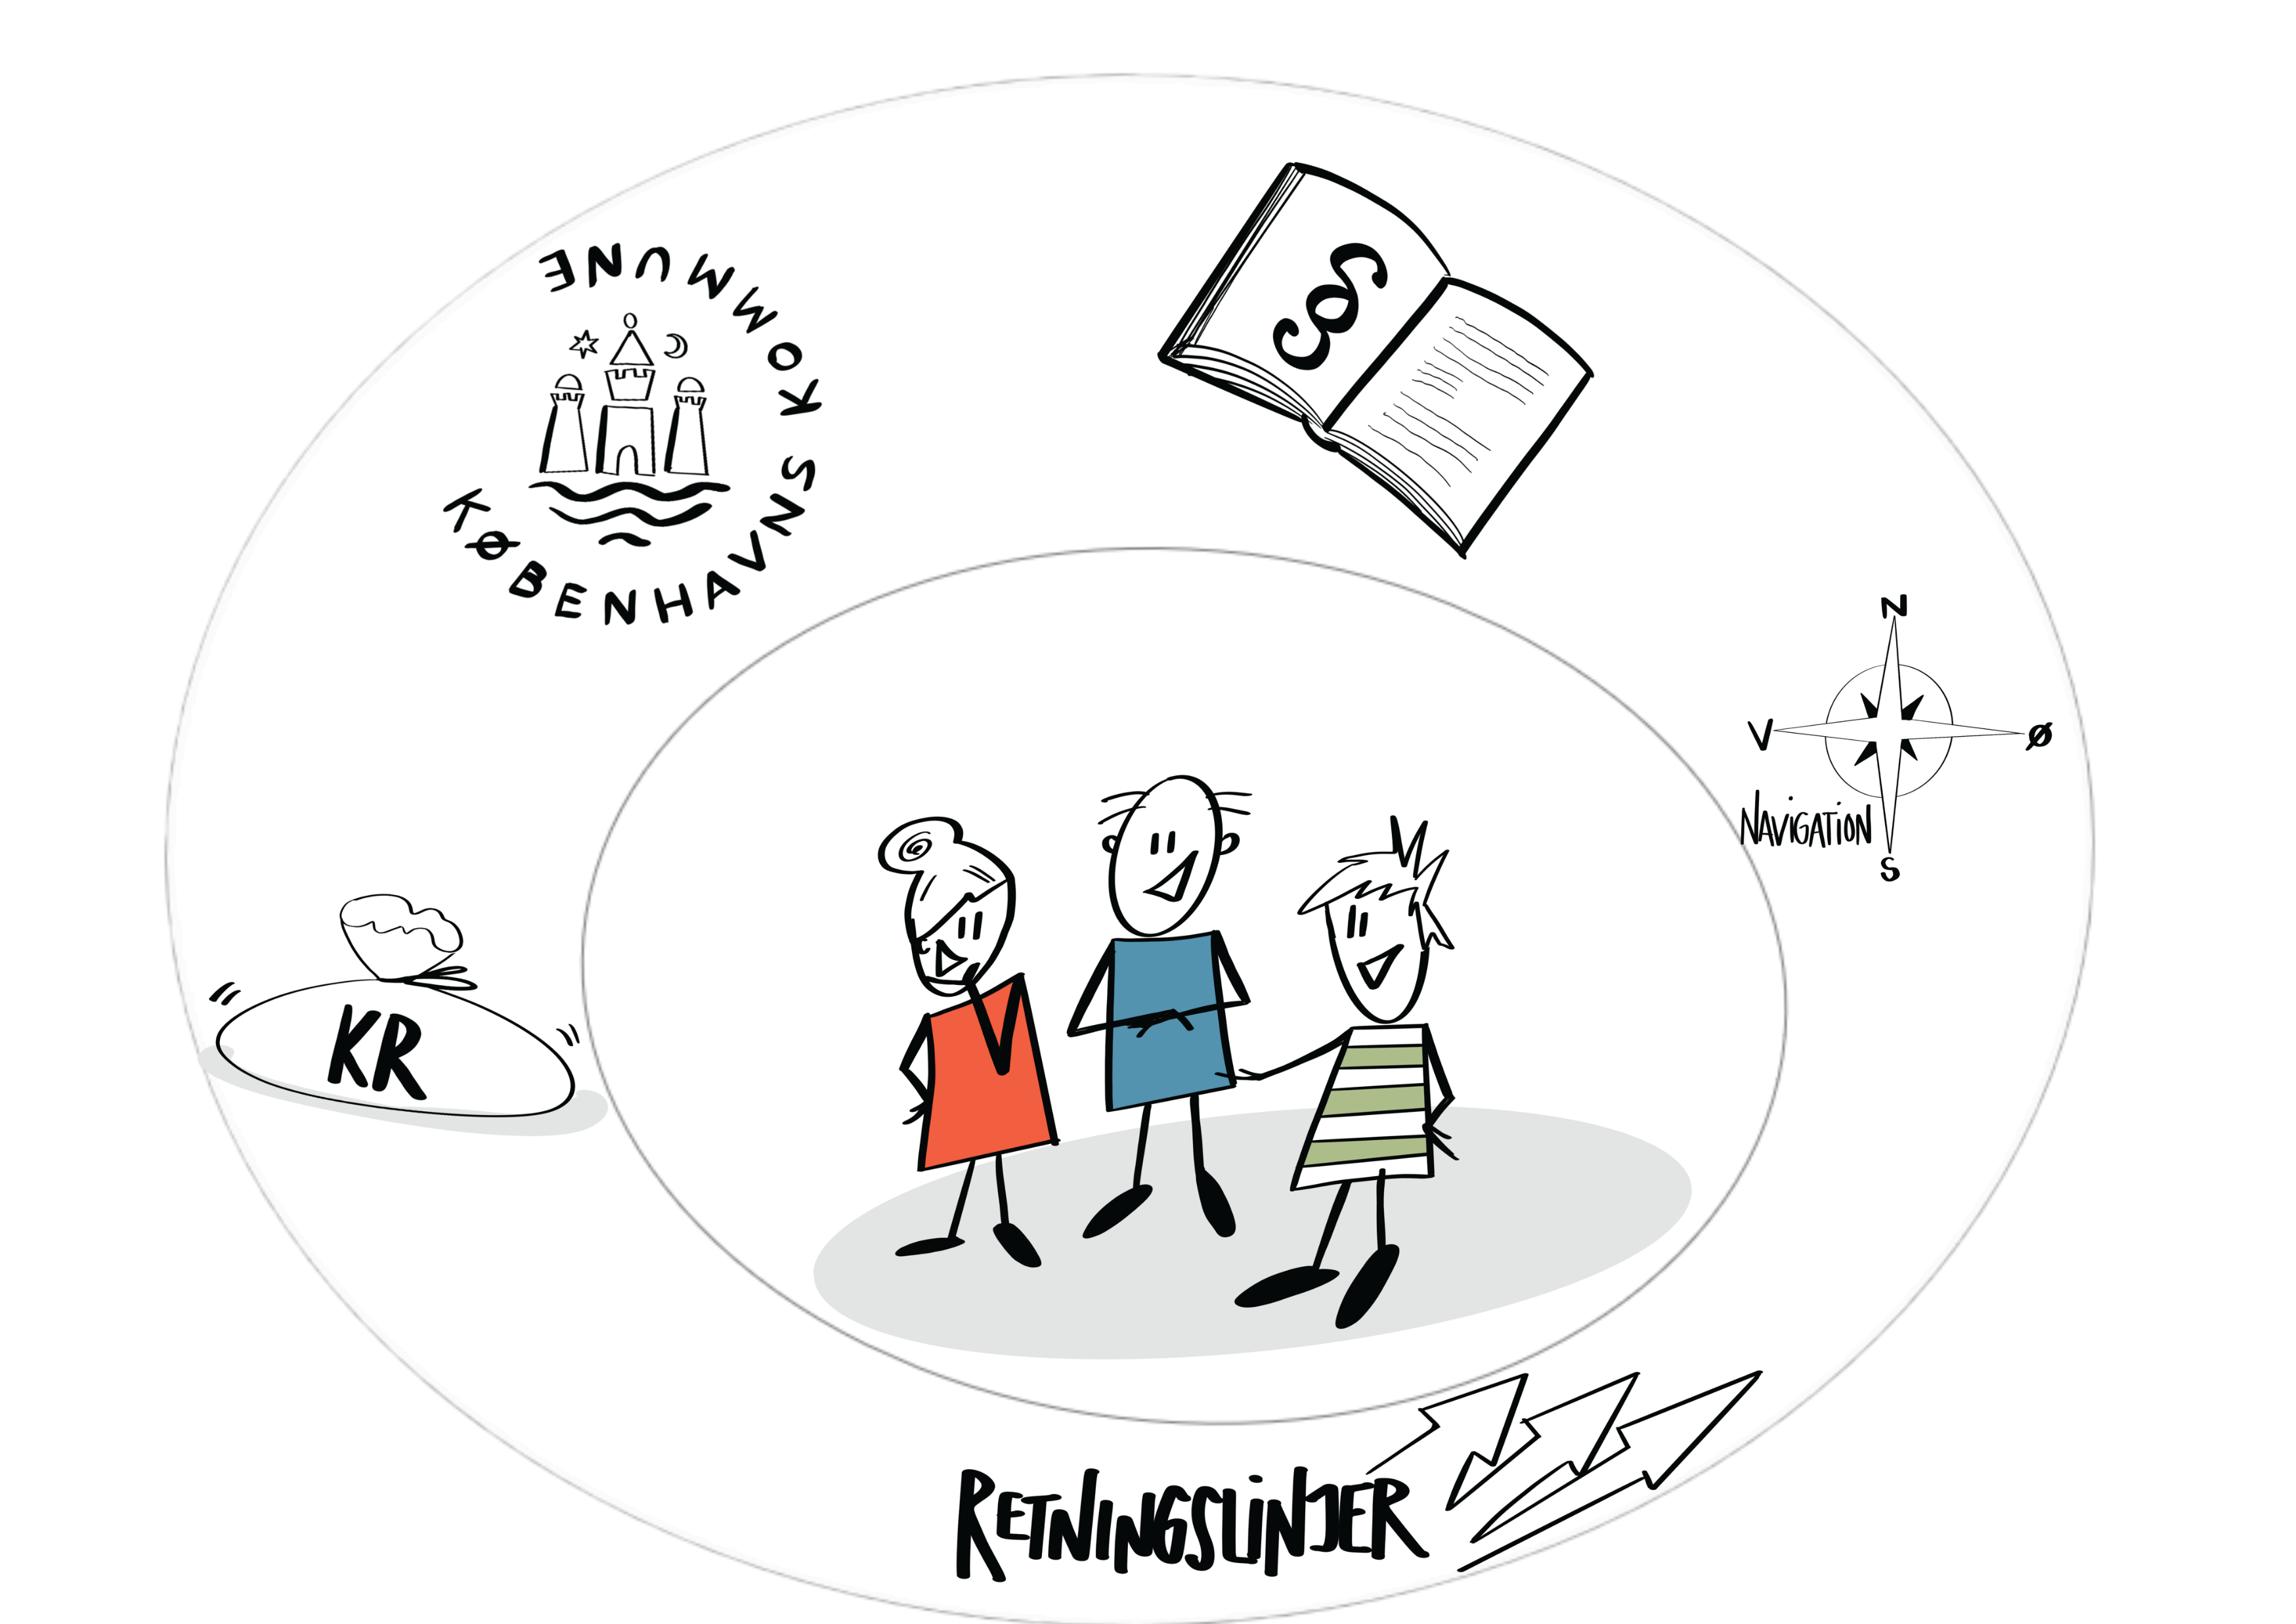 KØBENHAVNS KOMMUNE
§
N
V
Ø
NAViGATiON
S
KR
RETNiNGSLiNJER